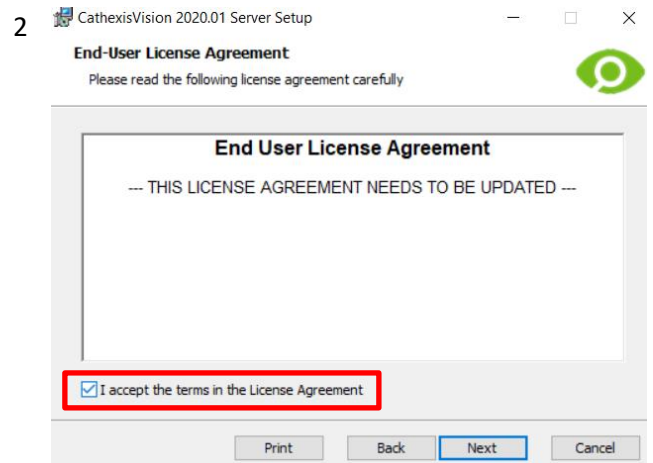 2
CathexisVision 2020.01 Server Setup
End-User License Agreement
Please read the following license agreement carefully
End User License Agreement
--- THIS LICENSE AGREEMENT NEEDS TO BE UPDATED ---
I accept the terms in the License Agreement
Print Back Next Cancel